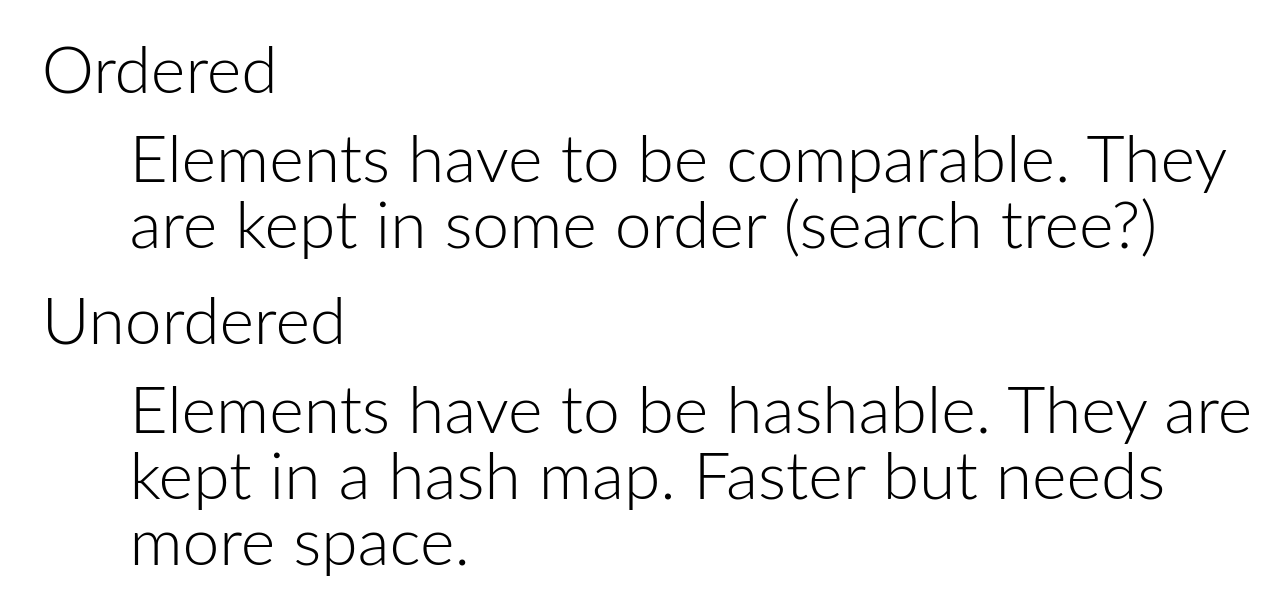 Ordered
Elements have to be comparable. They
are kept in some order (search tree?)
Unordered
Elements have to be hashable. They are
kept in a hash map. Faster but needs
more space.